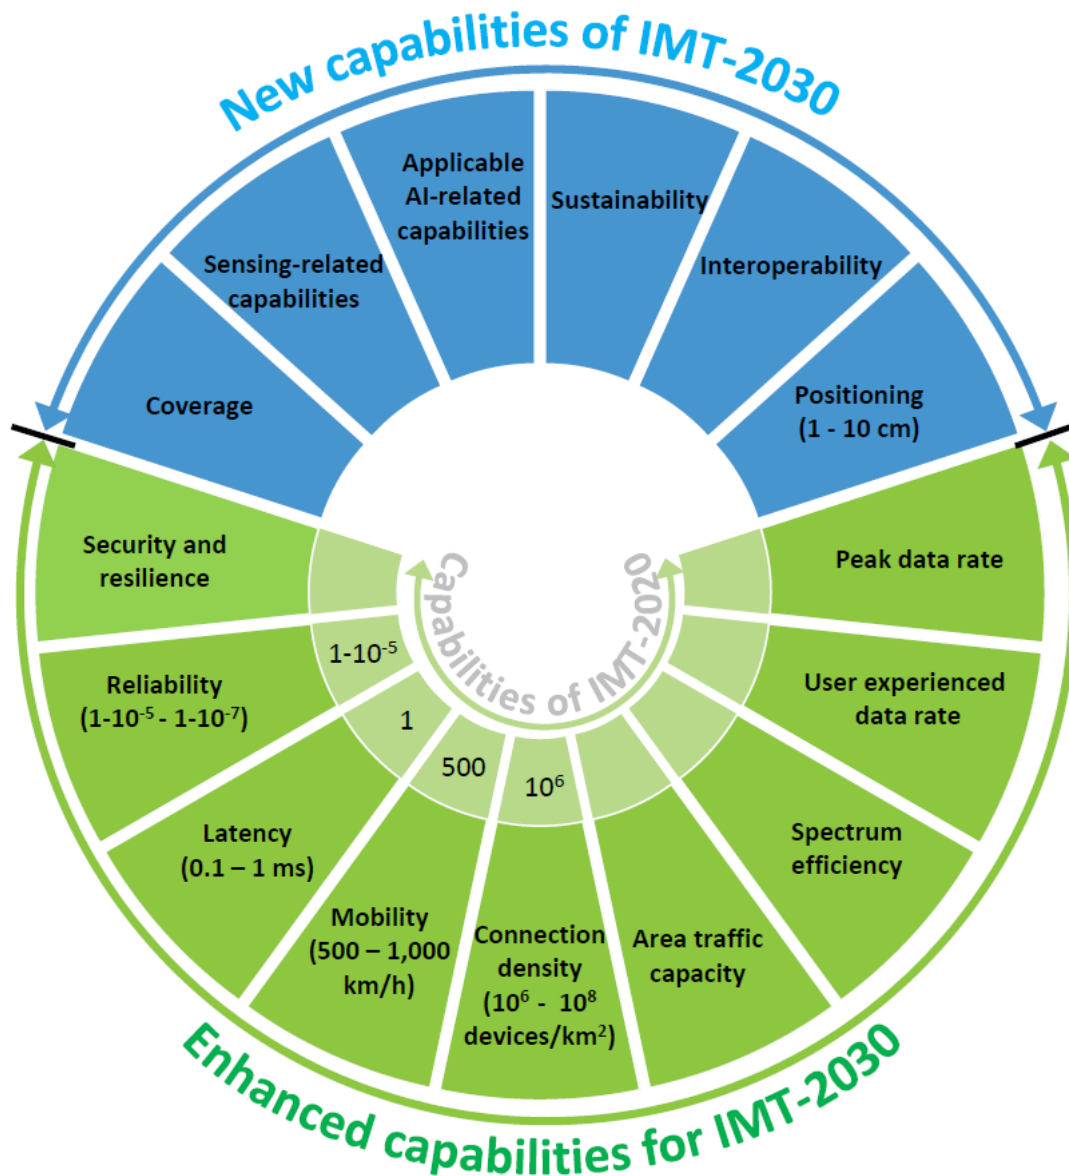 New capabilities of IMT-2030
Applicable
AI-related
capabilities
Sustainability
Sensing-related
capabilities
Interoperability
Coverage
Positioning
(1 - 10 cm)
Security and
resilience
Capabilities of IMT-2020
Peak data rate
Reliability
(1-10⁻⁵ - 1-10⁻⁷)
1-10⁻⁵
User experienced
data rate
Latency
(0.1 – 1 ms)
1
Spectrum
efficiency
Mobility
(500 – 1,000
km/h)
500
Connection
density
(10⁶ - 10⁸
devices/km²)
10⁶
Area traffic
capacity
Enhanced capabilities for IMT-2030